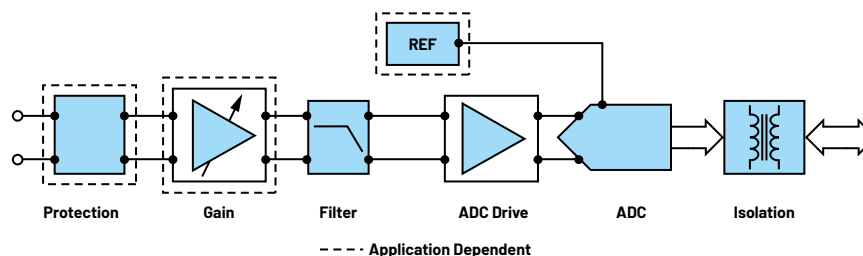 REF
Protection
Gain
Filter
ADC Drive
ADC
Isolation
Application Dependent